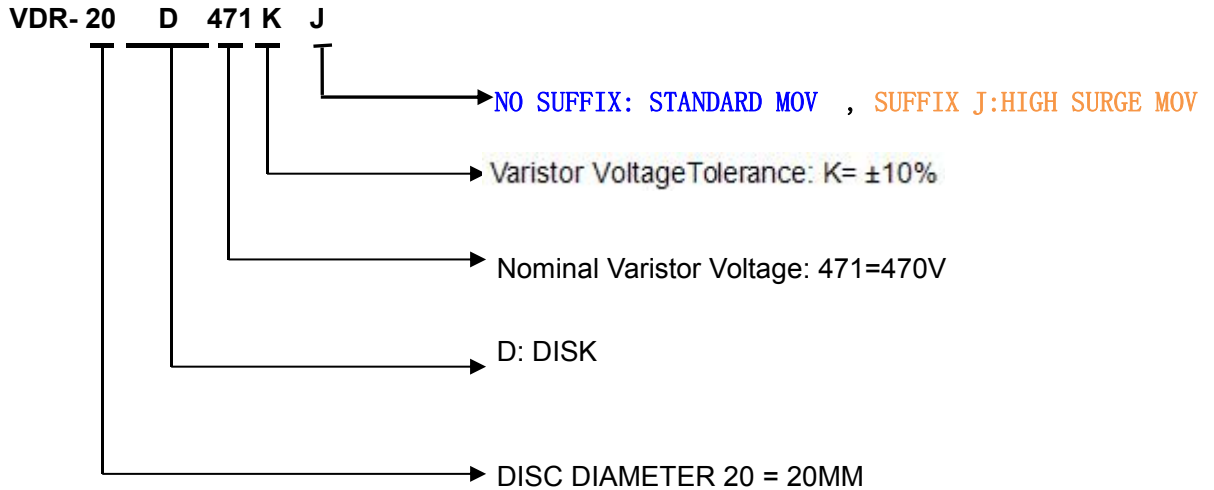 VDR- 20 D 471 K J
NO SUFFIX: STANDARD MOV , SUFFIX J:HIGH SURGE MOV
Varistor VoltageTolerance: K= ±10%
Nominal Varistor Voltage: 471=470V
D: DISK
DISC DIAMETER 20 = 20MM